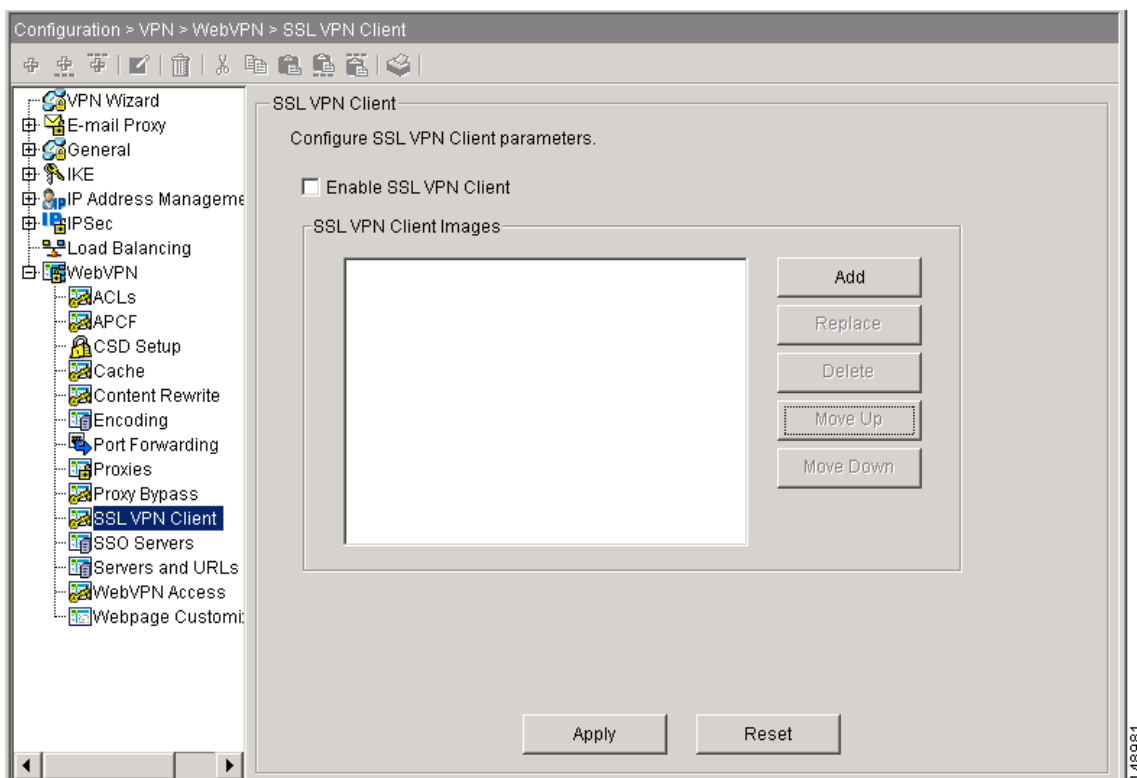 Configuration > VPN > WebVPN > SSL VPN Client
VPN Wizard
E-mail Proxy
General
IKE
IP Address Manageme
IPSec
Load Balancing
WebVPN
ACLs
APCF
CSD Setup
Cache
Content Rewrite
Encoding
Port Forwarding
Proxies
Proxy Bypass
SSL VPN Client
SSO Servers
Servers and URLs
WebVPN Access
Webpage Customi
SSL VPN Client
Configure SSL VPN Client parameters.
Enable SSL VPN Client
SSL VPN Client Images
Add
Replace
Delete
Move Up
Move Down
Apply
Reset